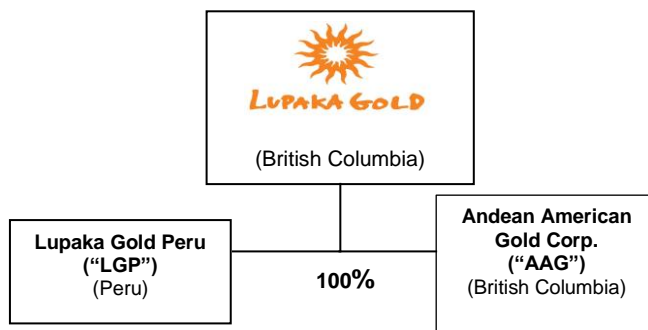 LUPAKA GOLD
(British Columbia)
Lupaka Gold Peru
(“LGP”)
(Peru)
100%
Andean American
Gold Corp.
(“AAG”)
(British Columbia)